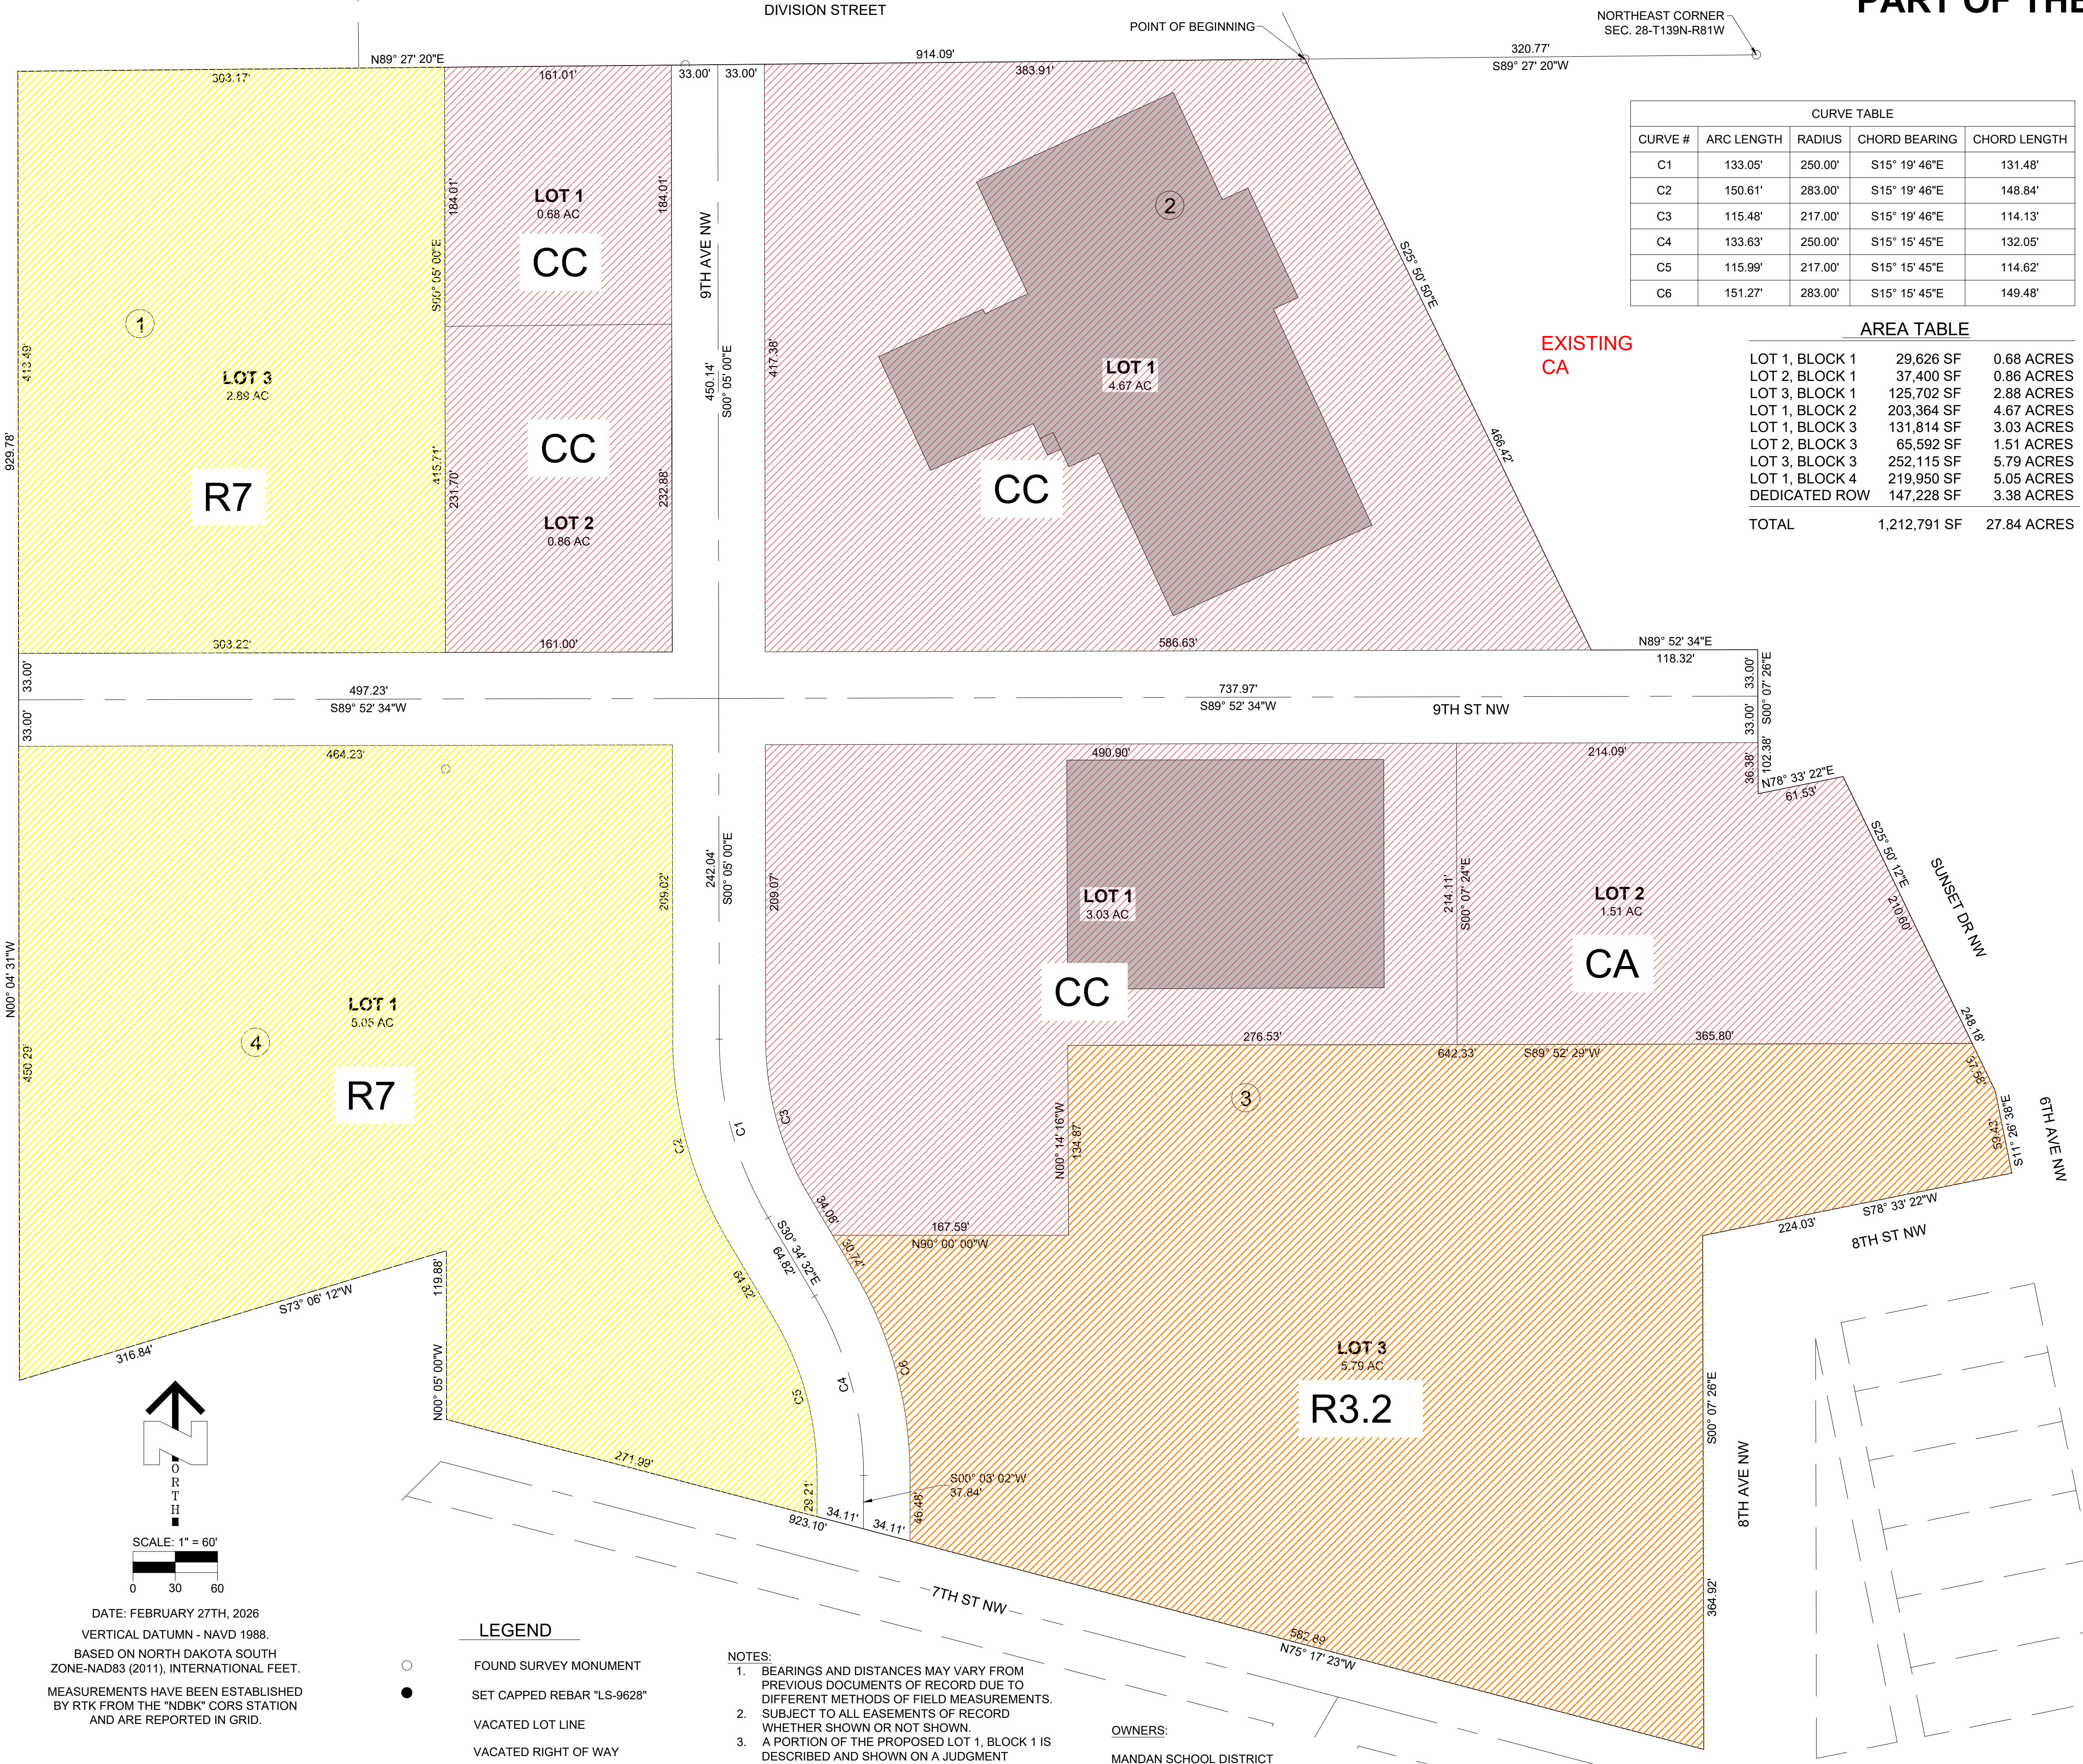 DIVISION STREET
PART OF THE
POINT OF BEGINNING
NORTHEAST CORNER
SEC. 28-T139N-R81W
N89° 27' 20"E
914.09'
320.77'
S89° 27' 20"W
303.17'
161.01'
33.00'
33.00'
383.91'
CURVE TABLE
CURVE # ARC LENGTH RADIUS CHORD BEARING CHORD LENGTH
C1 133.05' 250.00' S15° 19' 46"E 131.48'
C2 150.61' 283.00' S15° 19' 46"E 148.84'
C3 115.48' 217.00' S15° 19' 46"E 114.13'
C4 133.63' 250.00' S15° 15' 45"E 132.05'
C5 115.99' 217.00' S15° 15' 45"E 114.62'
C6 151.27' 283.00' S15° 15' 45"E 149.48'
AREA TABLE
LOT 1, BLOCK 1 29,626 SF 0.68 ACRES
LOT 2, BLOCK 1 37,400 SF 0.86 ACRES
LOT 3, BLOCK 1 125,702 SF 2.88 ACRES
LOT 1, BLOCK 2 203,364 SF 4.67 ACRES
LOT 1, BLOCK 3 131,814 SF 3.03 ACRES
LOT 2, BLOCK 3 65,592 SF 1.51 ACRES
LOT 3, BLOCK 3 252,115 SF 5.79 ACRES
LOT 1, BLOCK 4 219,950 SF 5.05 ACRES
DEDICATED ROW 147,228 SF 3.38 ACRES
TOTAL 1,212,791 SF 27.84 ACRES
EXISTING
CA
1
LOT 3
2.89 AC
R7
413.49'
929.78'
303.22'
184.01'
S00° 05' 00"E
415.71'
231.70'
LOT 1
0.68 AC
CC
184.01'
CC
LOT 2
0.86 AC
232.88'
161.00'
9TH AVE NW
450.14'
S00° 05' 00"E
417.38'
2
LOT 1
4.67 AC
CC
S25° 50' 50"E
466.42'
586.63'
N89° 52' 34"E
118.32'
33.00'
33.00'
497.23'
S89° 52' 34"W
737.97'
S89° 52' 34"W
9TH ST NW
33.00'
33.00'
S00° 07' 26"E
102.38'
36.38'
N78° 33' 22"E
61.53'
464.23'
490.90'
214.09'
242.04'
S00° 05' 00"E
209.02'
209.07'
LOT 1
3.03 AC
CC
214.11'
S00° 07' 24"E
LOT 2
1.51 AC
CA
S25° 50' 12"E
210.60'
SUNSET DR NW
248.18'
37.58'
N00° 04' 31"W
450.29'
LOT 1
5.05 AC
4
R7
276.53'
642.33'
S89° 52' 29"W
365.80'
C1
C2
C3
N00° 14' 16"W
134.87'
3
59.43'
S11° 26' 38"E
6TH AVE NW
34.08'
S30° 34' 32"E
64.82'
64.82'
167.59'
N90° 00' 00"W
30.74'
224.03'
S78° 33' 22"W
8TH ST NW
119.88'
N00° 05' 00"W
S73° 06' 12"W
316.84'
C4
C5
C6
LOT 3
5.79 AC
R3.2
S00° 07' 26"E
364.92'
8TH AVE NW
271.99'
29.21'
34.11'
34.11'
923.10'
46.48'
S00° 03' 02"W
37.84'
7TH ST NW
582.89'
N75° 17' 23"W
N
O
R
T
H
SCALE: 1" = 60'
0 30 60
DATE: FEBRUARY 27TH, 2026
VERTICAL DATUMN - NAVD 1988.
BASED ON NORTH DAKOTA SOUTH
ZONE-NAD83 (2011), INTERNATIONAL FEET.
MEASUREMENTS HAVE BEEN ESTABLISHED
BY RTK FROM THE "NDBK" CORS STATION
AND ARE REPORTED IN GRID.
LEGEND
FOUND SURVEY MONUMENT
SET CAPPED REBAR "LS-9628"
VACATED LOT LINE
VACATED RIGHT OF WAY
NOTES:
1. BEARINGS AND DISTANCES MAY VARY FROM
PREVIOUS DOCUMENTS OF RECORD DUE TO
DIFFERENT METHODS OF FIELD MEASUREMENTS.
2. SUBJECT TO ALL EASEMENTS OF RECORD
WHETHER SHOWN OR NOT SHOWN.
3. A PORTION OF THE PROPOSED LOT 1, BLOCK 1 IS
DESCRIBED AND SHOWN ON A JUDGMENT
OWNERS:
MANDAN SCHOOL DISTRICT